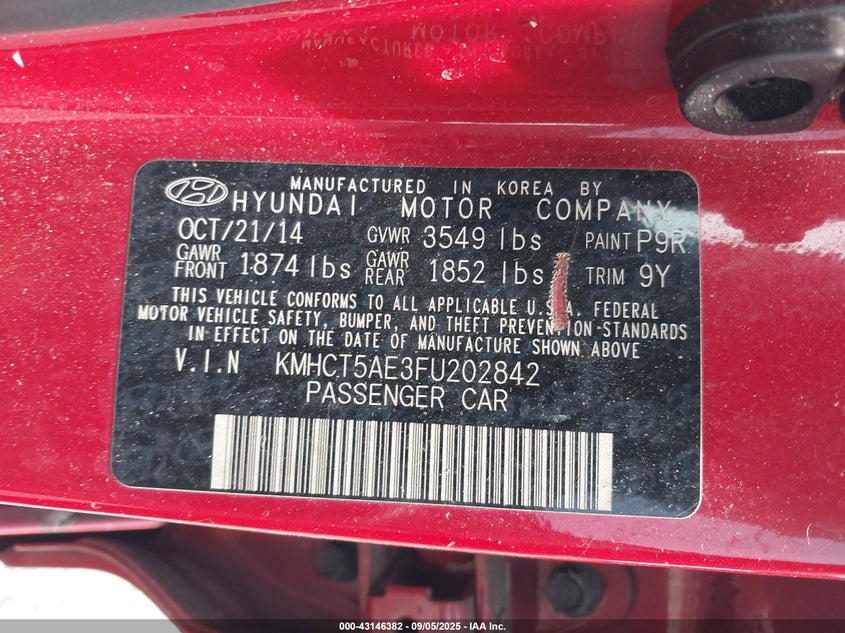 MANUFACTURED IN KOREA BY
HYUNDAI MOTOR COMPANY
OCT/21/14 GVWR 3549 lbs PAINT P9R
GAWR FRONT 1874 lbs GAWR REAR 1852 lbs TRIM 9Y
THIS VEHICLE CONFORMS TO ALL APPLICABLE U.S.A. FEDERAL
MOTOR VEHICLE SAFETY, BUMPER, AND THEFT PREVENTION STANDARDS
IN EFFECT ON THE DATE OF MANUFACTURE SHOWN ABOVE
V.I.N KMHCT5AE3FU202842
PASSENGER CAR
000-43146382 - 09/05/2025 - IAA Inc.